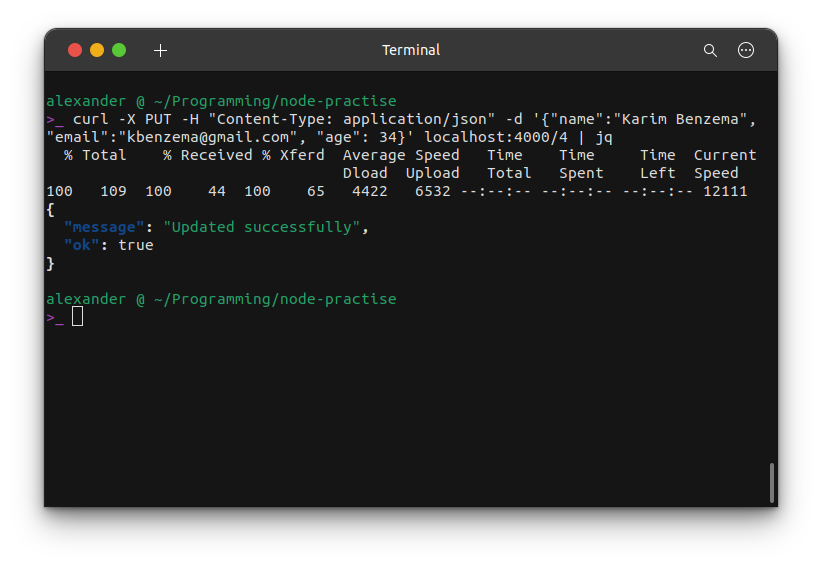 Terminal
alexander @ ~/Programming/node-practise
>_ curl -X PUT -H "Content-Type: application/json" -d '{"name":"Karim Benzema",
"email":"kbenzema@gmail.com", "age": 34}' localhost:4000/4 | jq
  % Total    % Received % Xferd  Average Speed   Time    Time     Time  Current
                                 Dload  Upload   Total   Spent    Left  Speed
100   109  100    44  100    65   4422   6532 --:--:-- --:--:-- --:--:-- 12111
{
  "message": "Updated successfully",
  "ok": true
}
alexander @ ~/Programming/node-practise
>_